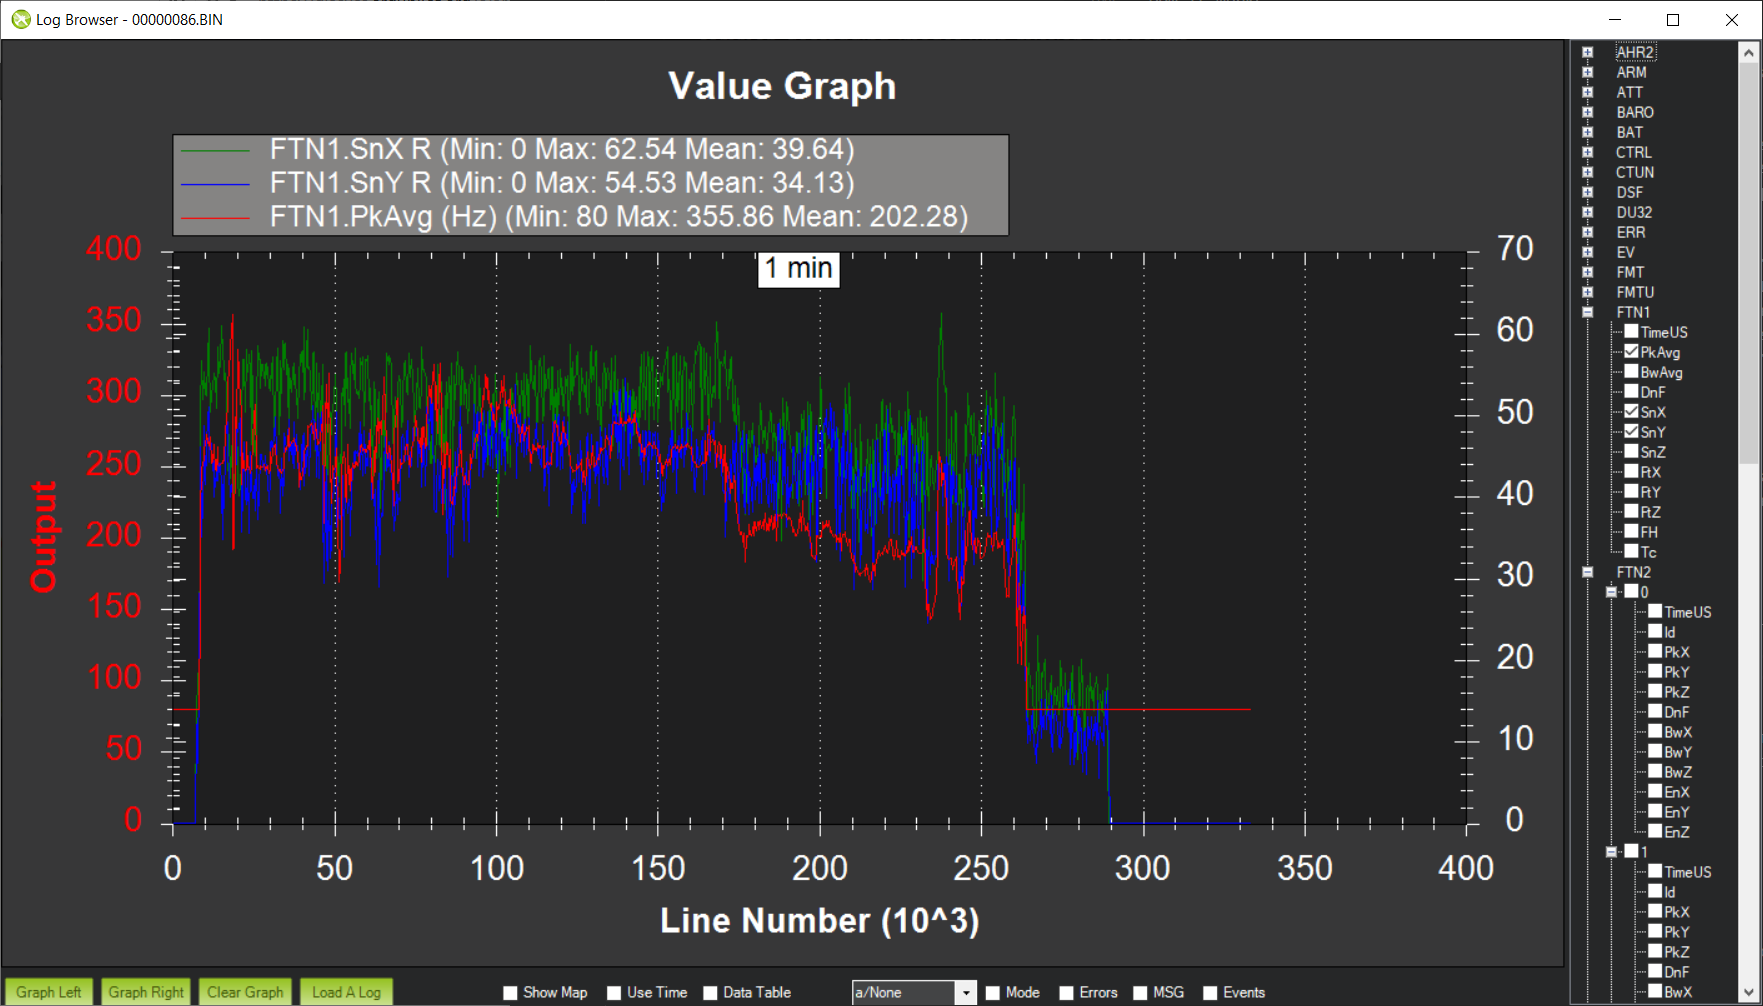 Log Browser - 00000086.BIN
Value Graph
FTN1.SnX R (Min: 0 Max: 62.54 Mean: 39.64)
FTN1.SnY R (Min: 0 Max: 54.53 Mean: 34.13)
FTN1.PkAvg (Hz) (Min: 80 Max: 355.86 Mean: 202.28)
1 min
400
350
300
250
200
150
100
50
0
Output
70
60
50
40
30
20
10
0
0 50 100 150 200 250 300 350 400
Line Number (10^3)
AHR2
ARM
ATT
BARO
BAT
CTRL
CTUN
DSF
DU32
ERR
EV
FMT
FMTU
FTN1
TimeUS
PkAvg
BwAvg
DnF
SnX
SnY
SnZ
FtX
FtY
FtZ
FH
Tc
FTN2
0
TimeUS
Id
PkX
PkY
PkZ
DnF
BwX
BwY
BwZ
EnX
EnY
EnZ
1
TimeUS
Id
PkX
PkY
PkZ
DnF
BwX
Graph Left Graph Right Clear Graph Load A Log Show Map Use Time Data Table a/None Mode Errors MSG Events